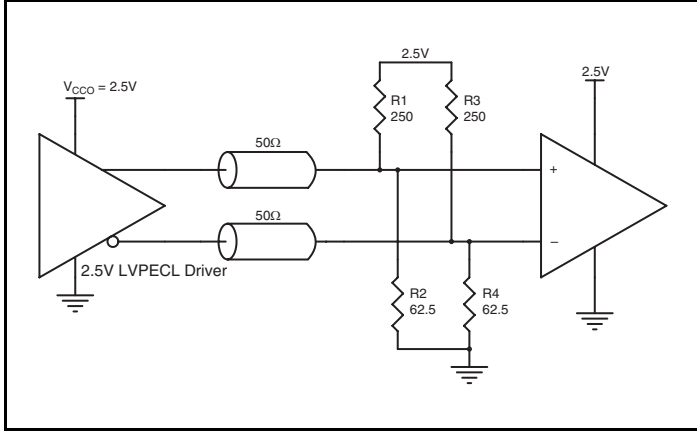 2.5V
V_CCO = 2.5V
2.5V
R1
250
R3
250
50Ω
+
50Ω
–
2.5V LVPECL Driver
R2
62.5
R4
62.5